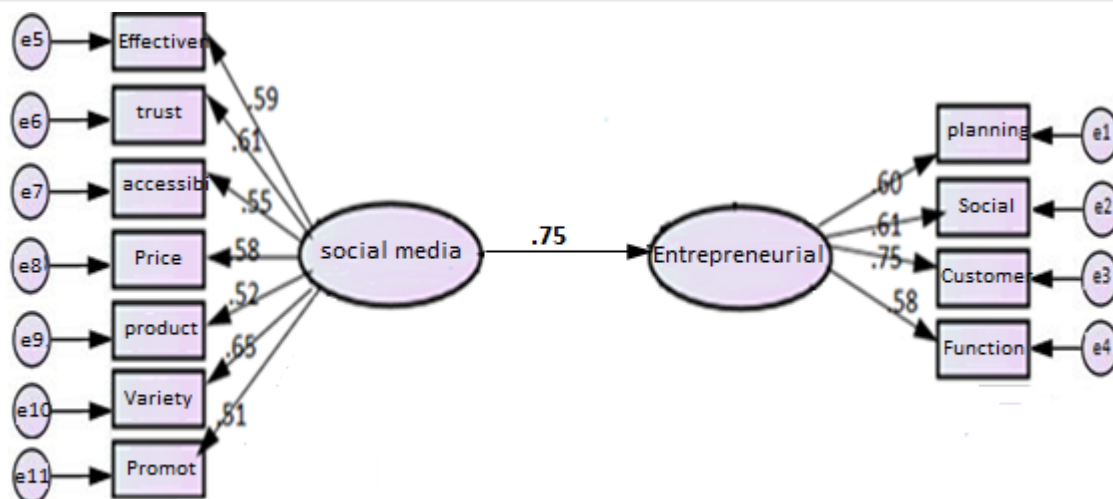 e5
Effectiven
.59
e6
trust
.61
e7
accessibi
.55
e8
Price
.58
e9
product
.52
e10
Variety
.65
e11
Promot
.51
social media
.75
Entrepreneurial
.60
planning
e1
.61
Social
e2
.75
Customer
e3
.58
Function
e4